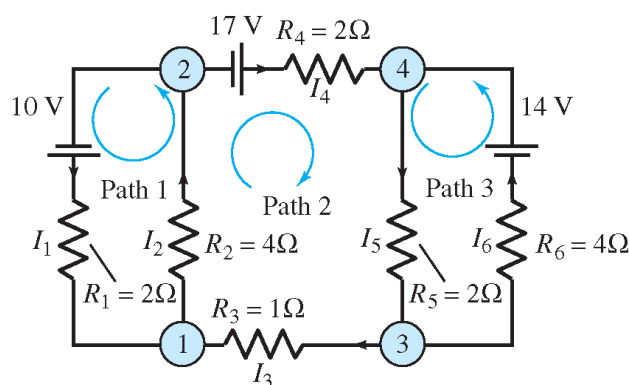 17 V R₄ = 2Ω
2 4
I₄
10 V 14 V
Path 1 Path 2 Path 3
I₁ I₂ R₂ = 4Ω I₅ I₆ R₆ = 4Ω
R₁ = 2Ω R₃ = 1Ω R₅ = 2Ω
1 3
I₃